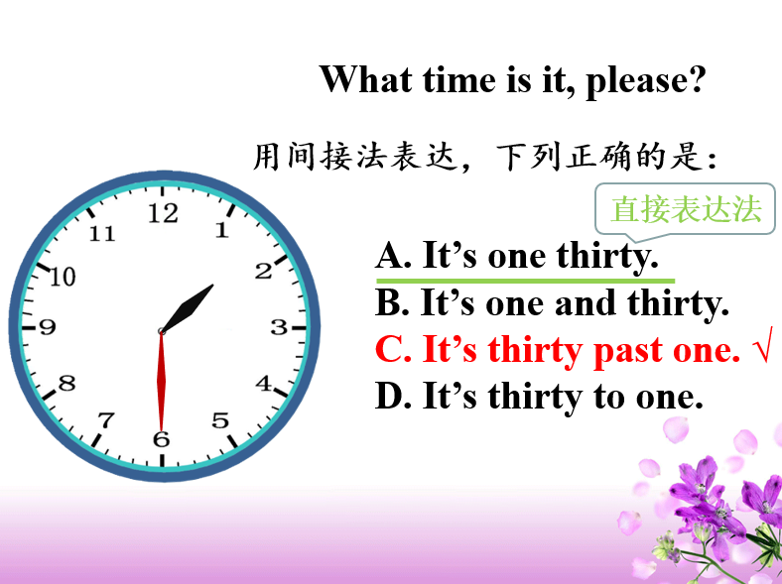 What time is it, please?
用间接法表达，下列正确的是：
直接表达法
A. It's one thirty.
B. It's one and thirty.
C. It's thirty past one. √
D. It's thirty to one.
12
11
1
10
2
9
3
8
4
7
5
6